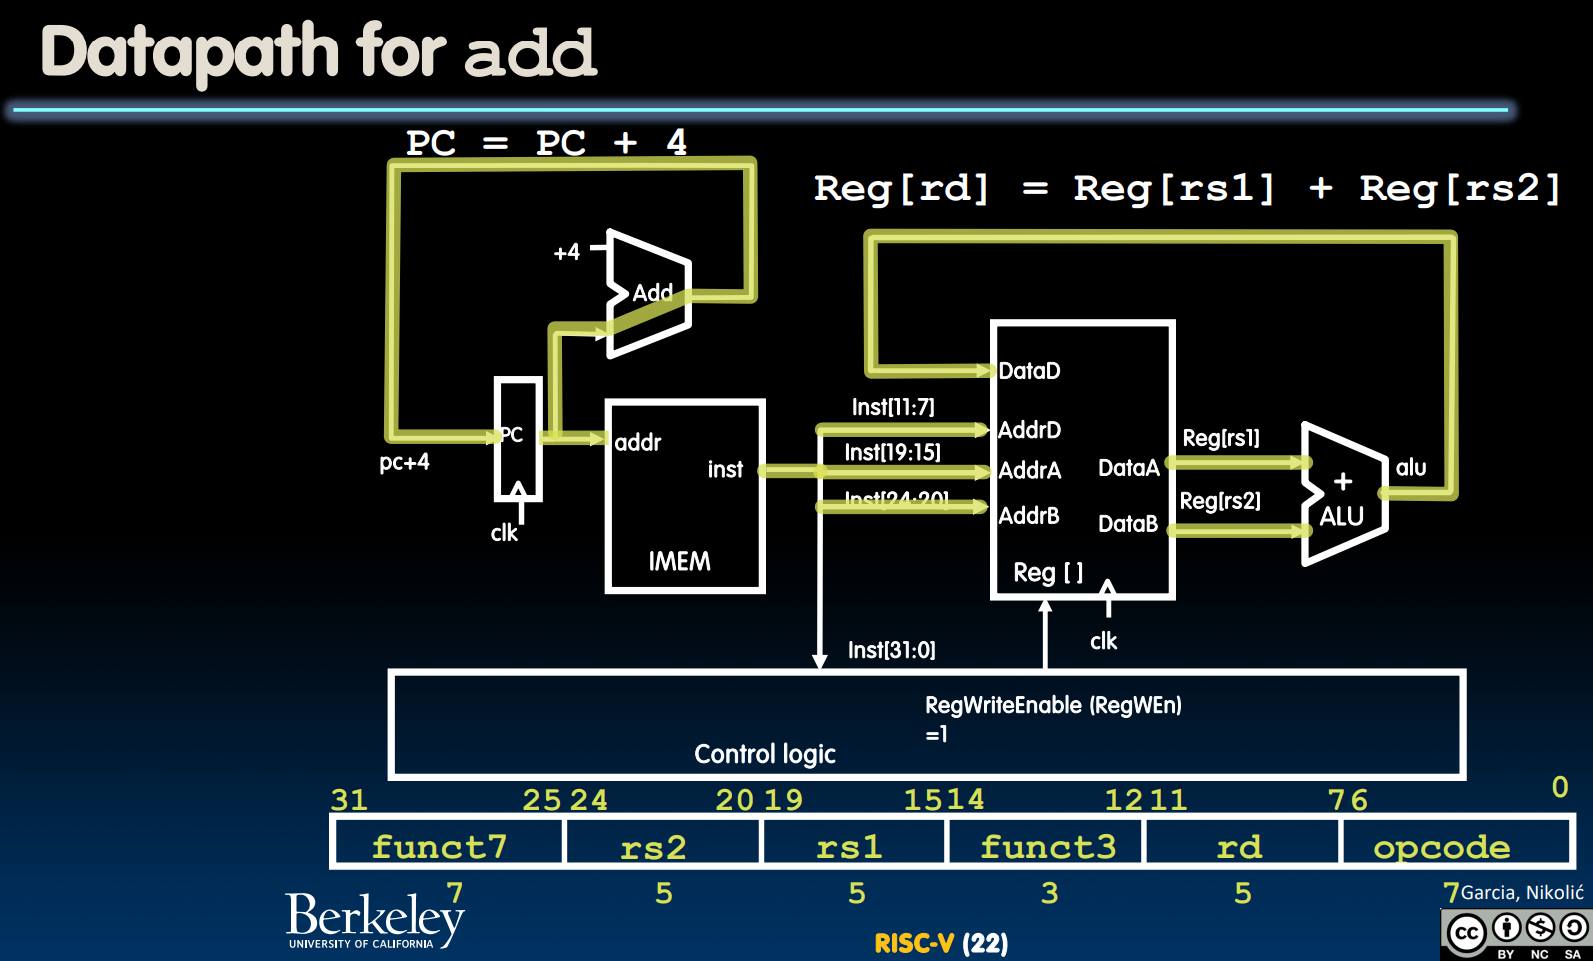 Datapath for add
PC = PC + 4
Reg[rd] = Reg[rs1] + Reg[rs2]
+4
Add
DataD
Inst[11:7]
PC
addr
AddrD
Reg[rs1]
pc+4
Inst[19:15]
inst
AddrA
DataA
alu
+
Inst[24:20]
Reg[rs2]
AddrB
DataB
ALU
clk
IMEM
Reg [ ]
clk
Inst[31:0]
RegWriteEnable (RegWEn)
=1
Control logic
31 25 24 20 19 15 14 12 11 7 6 0
funct7 rs2 rs1 funct3 rd opcode
7 5 5 3 5 7
Garcia, Nikolić
Berkeley
UNIVERSITY OF CALIFORNIA
RISC-V (22)
cc
BY NC SA